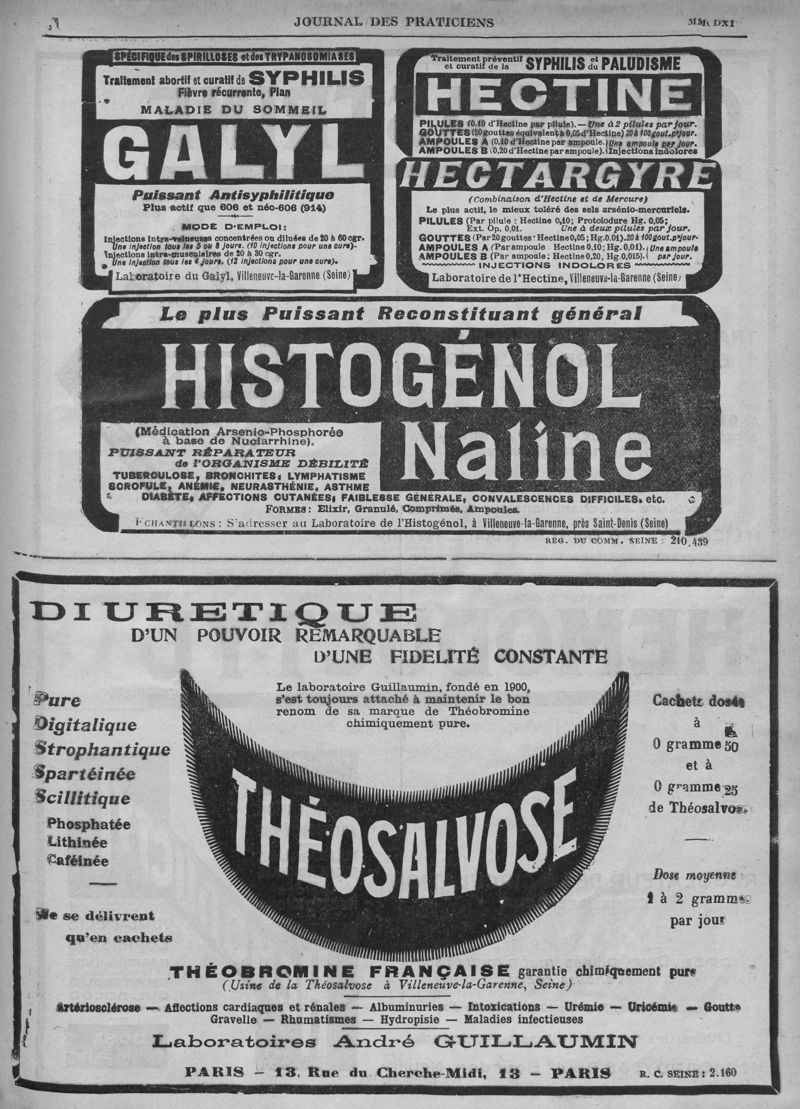 JOURNAL DES PRATICIENS
SPÉCIFIQUE des SPIRILLOSES et des TRYPANOSOMIASES
Traitement abortif et curatif de SYPHILIS
Fièvre récurrente, Pian
MALADIE DU SOMMEIL
GALYL
Puissant Antisyphilitique
Plus actif que 606 et néo-606 (914)
MODE D'EMPLOI:
Injections intra-veineuses concentrées ou diluées de 20 à 60 cgr.
Une injection tous les 5 ou 8 jours. (10 injections pour une cure).
Injections intra-musculaires de 20 à 30 cgr.
Une injection tous les 4 jours, (12 injections pour une cure).
Laboratoire du Galyl, Villeneuve-la-Garenne (Seine)
Traitement préventif et curatif de la SYPHILIS et du PALUDISME
HECTINE
PILULES (0.10 d'Hectine par pilule). — Une à 2 pilules par jour.
GOUTTES (20 gouttes équivalent à 0,05 d'Hectine) 20 à 100 gout. p^r jour.
AMPOULES A (0,10 d'Hectine par ampoule). Une ampoule par jour.
AMPOULES B (0,20 d'Hectine par ampoule). Injections indolores
HECTARGYRE
(Combinaison d'Hectine et de Mercure)
Le plus actif, le mieux toléré des sels arsénio-mercuriels.
PILULES (Par pilule : Hectine 0,10; Protoiodure Hg. 0,05;
Ext. Op. 0,01. Une à deux pilules par jour.
GOUTTES (Par 20 gouttes : Hectine 0,05; Hg. 0,01). 20 à 100 gout. p^r jour.
AMPOULES A (Par ampoule : Hectine 0,10; Hg. 0,01). Une ampoule
AMPOULES B (Par ampoule : Hectine 0,20, Hg. 0,015). par jour.
INJECTIONS INDOLORES
Laboratoire de l'Hectine, Villeneuve-la-Garenne (Seine)
Le plus Puissant Reconstituant général
HISTOGÉNOL
Naline
(Médication Arsenio-Phosphorée
à base de Nuclarrhine).
PUISSANT RÉPARATEUR
de l'ORGANISME DÉBILITÉ
TUBERCULOSE, BRONCHITES, LYMPHATISME
SCROFULE, ANÉMIE, NEURASTHÉNIE, ASTHME
DIABÈTE, AFFECTIONS CUTANÉES, FAIBLESSE GÉNÉRALE, CONVALESCENCES DIFFICILES, etc.
FORMES: Elixir, Granulé, Comprimés, Ampoules.
ÉCHANTILLONS : S'adresser au Laboratoire de l'Histogénol, à Villeneuve-la-Garenne, près Saint-Denis (Seine)
REG. DU COMM. SEINE : 210.439
DIURETIQUE
D'UN POUVOIR REMARQUABLE
D'UNE FIDELITÉ CONSTANTE
Le laboratoire Guillaumin, fondé en 1900,
s'est toujours attaché à maintenir le bon
renom de sa marque de Théobromine
chimiquement pure.
Pure
Digitalique
Strophantique
Spartéinée
Scillitique
Phosphatée
Lithinée
Caféinée
Ne se délivrent
qu'en cachets
THÉOSALVOSE
Cachets dosés
à
0 gramme 50
et à
0 gramme 25
de Théosalvose.
Dose moyenne :
1 à 2 grammes
par jour
THÉOBROMINE FRANÇAISE garantie chimiquement pure
(Usine de la Théosalvose à Villeneuve-la-Garenne, Seine)
Artériosclérose — Affections cardiaques et rénales — Albuminuries — Intoxications — Urémie — Uricémie — Goutte
Gravelle — Rhumatismes — Hydropisie — Maladies infectieuses
Laboratoires André GUILLAUMIN
PARIS — 13, Rue du Cherche-Midi, 13 — PARIS R. C. SEINE : 2.160